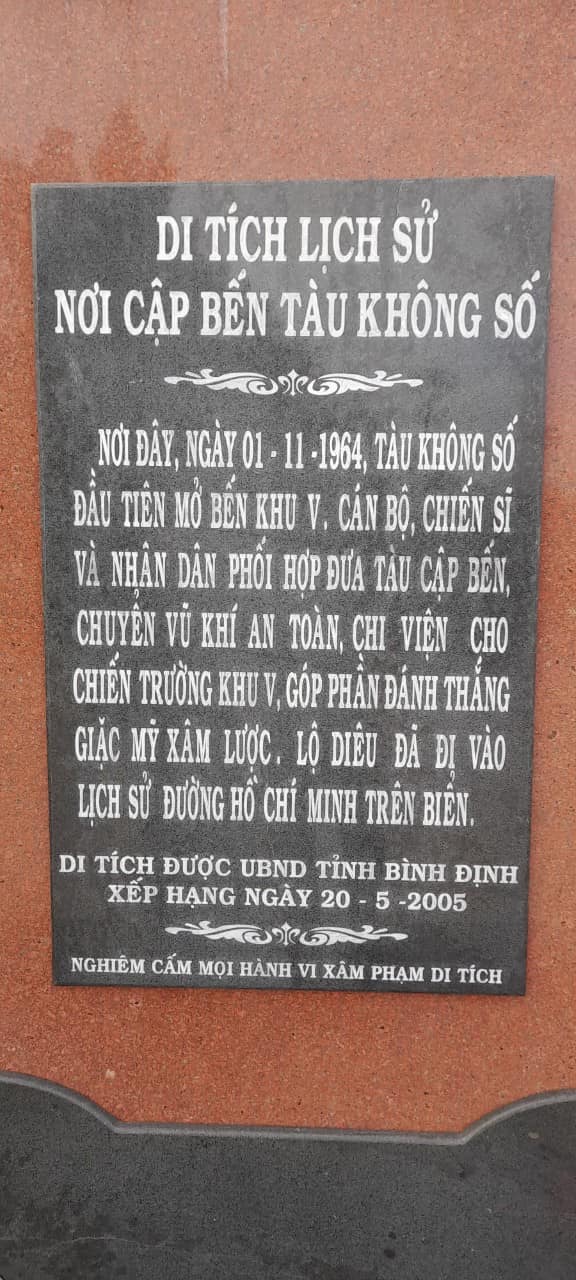 DI TÍCH LỊCH SỬ
NƠI CẬP BẾN TÀU KHÔNG SỐ
NƠI ĐÂY, NGÀY 01 - 11 -1964, TÀU KHÔNG SỐ
ĐẦU TIÊN MỞ BẾN KHU V. CÁN BỘ, CHIẾN SĨ
VÀ NHÂN DÂN PHỐI HỢP ĐƯA TÀU CẬP BẾN,
CHUYỂN VŨ KHÍ AN TOÀN, CHI VIỆN CHO
CHIẾN TRƯỜNG KHU V, GÓP PHẦN ĐÁNH THẮNG
GIẶC MỸ XÂM LƯỢC. LỘ DIÊU ĐÃ ĐI VÀO
LỊCH SỬ ĐƯỜNG HỒ CHÍ MINH TRÊN BIỂN.
DI TÍCH ĐƯỢC UBND TỈNH BÌNH ĐỊNH
XẾP HẠNG NGÀY 20 - 5 -2005
NGHIÊM CẤM MỌI HÀNH VI XÂM PHẠM DI TÍCH